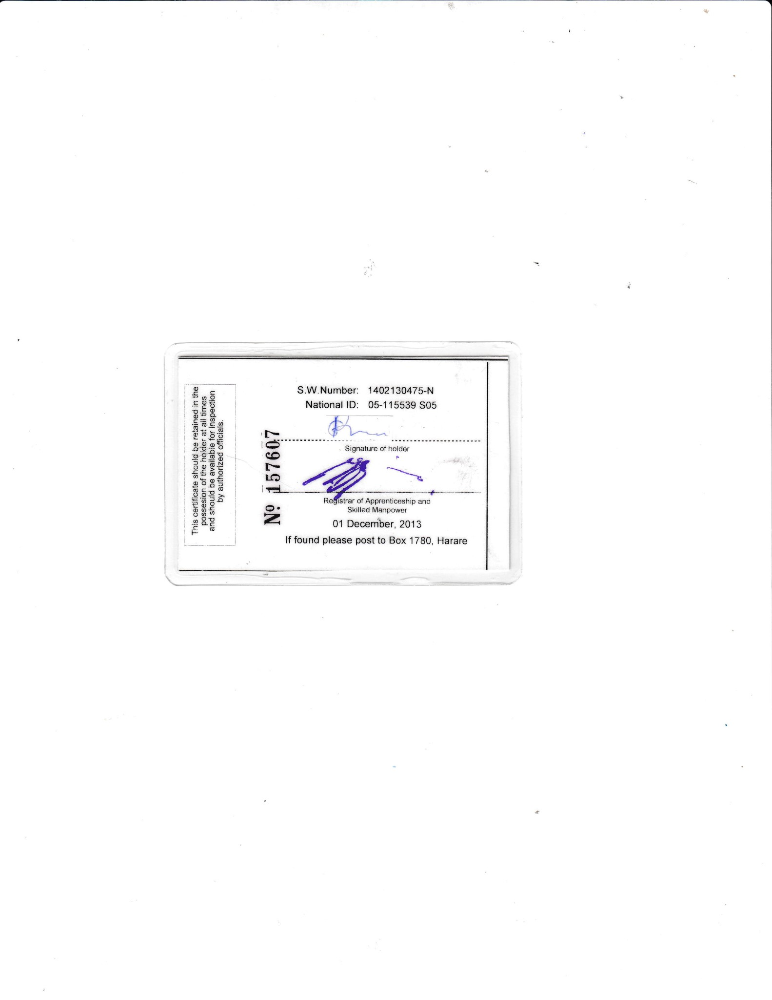 This certificate should be retained in the
possesion of the holder at all times
and should be available for inspection
by authorized officials.
№ 157607
S.W.Number: 1402130475-N
National ID: 05-115539 S05
Signature of holder
Registrar of Apprenticeship and
Skilled Manpower
01 December, 2013
If found please post to Box 1780, Harare